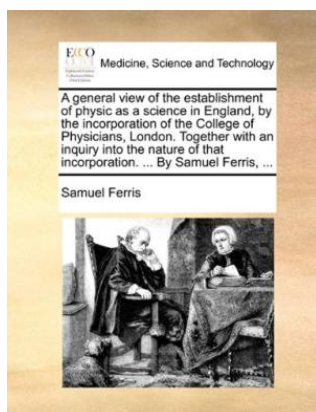 ECCO
Medicine, Science and Technology
A general view of the establishment
of physic as a science in England, by
the incorporation of the College of
Physicians, London. Together with an
inquiry into the nature of that
incorporation. ... By Samuel Ferris, ...
Samuel Ferris